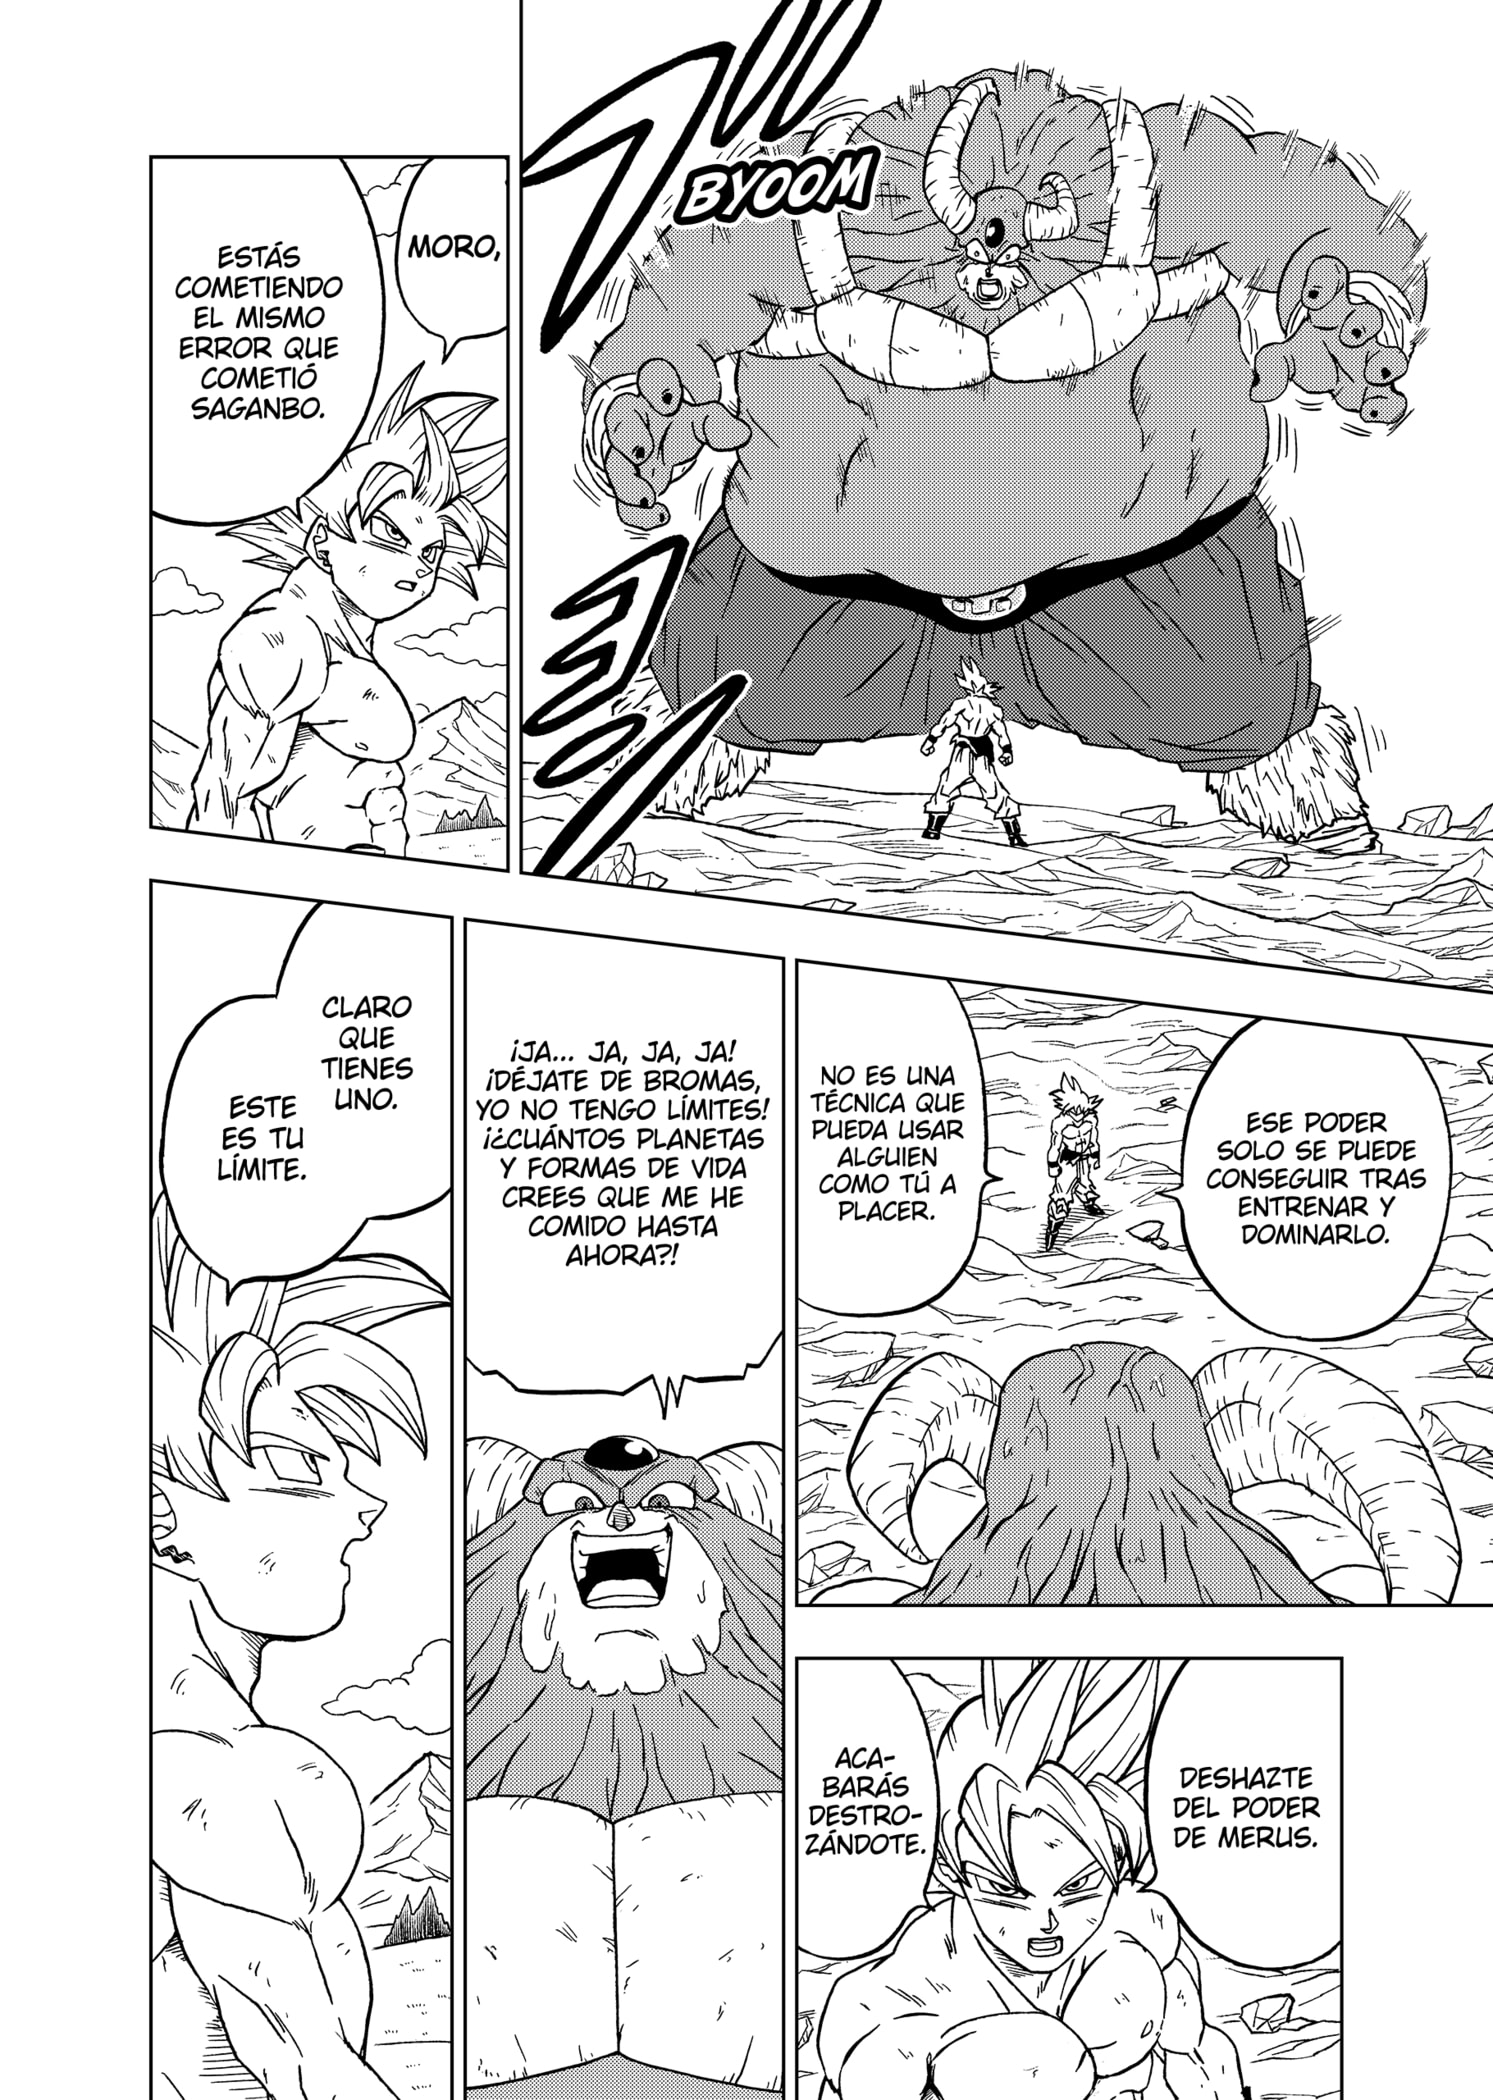 BYOOM
MORO,
ESTÁS
COMETIENDO
EL MISMO
ERROR QUE
COMETIÓ
SAGANBO.
ESE PODER
SOLO SE PUEDE
CONSEGUIR TRAS
ENTRENAR Y
DOMINARLO.
NO ES UNA
TÉCNICA QUE
PUEDA USAR
ALGUIEN
COMO TÚ A
PLACER.
¡JA... JA, JA, JA!
¡DÉJATE DE BROMAS,
YO NO TENGO LÍMITES!
¡¿CUÁNTOS PLANETAS
Y FORMAS DE VIDA
CREES QUE ME HE
COMIDO HASTA
AHORA?!
CLARO
QUE
TIENES
UNO.
ESTE
ES TU
LÍMITE.
DESHAZTE
DEL PODER
DE MERUS.
ACA-
BARÁS
DESTRO-
ZÁNDOTE.